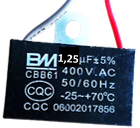 BM 1,25µF±5%
CBB61 400V.AC
50/60Hz
CQC -25~+70°C
CQC 06002017856